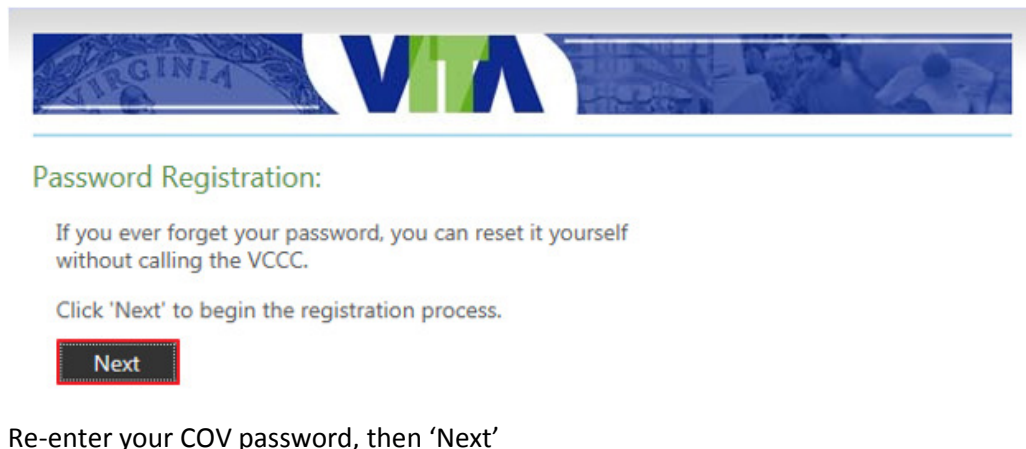 VIRGINIA
VITA
Password Registration:
If you ever forget your password, you can reset it yourself
without calling the VCCC.
Click 'Next' to begin the registration process.
Next
Re-enter your COV password, then ‘Next’